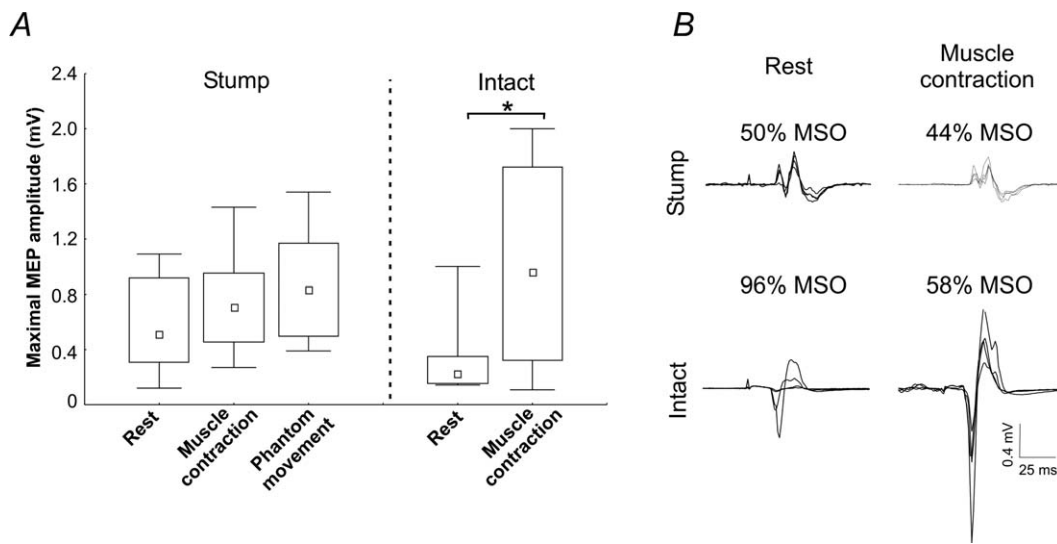 A
Stump
Intact
*
Maximal MEP amplitude (mV)
2.4
2.0
1.6
1.2
0.8
0.4
0
Rest
Muscle
contraction
Phantom
movement
Rest
Muscle
contraction
B
Rest
Muscle
contraction
Stump
50% MSO
44% MSO
Intact
96% MSO
58% MSO
0.4 mV
25 ms